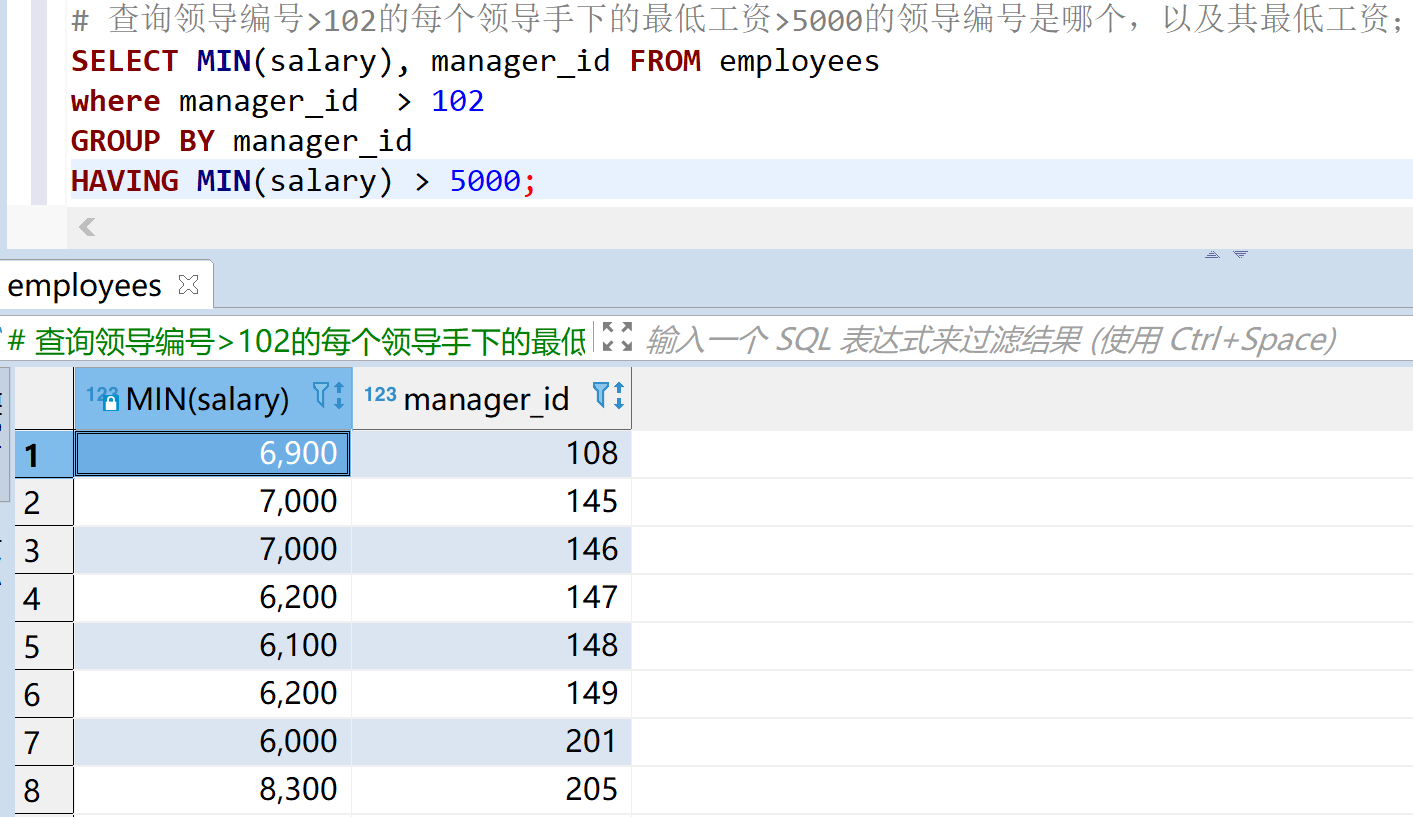 # 查询领导编号>102的每个领导手下的最低工资>5000的领导编号是哪个，以及其最低工资；
SELECT MIN(salary), manager_id FROM employees
where manager_id  > 102
GROUP BY manager_id
HAVING MIN(salary) > 5000;
employees
# 查询领导编号>102的每个领导手下的最低 输入一个 SQL 表达式来过滤结果 (使用 Ctrl+Space)
123 MIN(salary) 123 manager_id
1 6,900 108
2 7,000 145
3 7,000 146
4 6,200 147
5 6,100 148
6 6,200 149
7 6,000 201
8 8,300 205